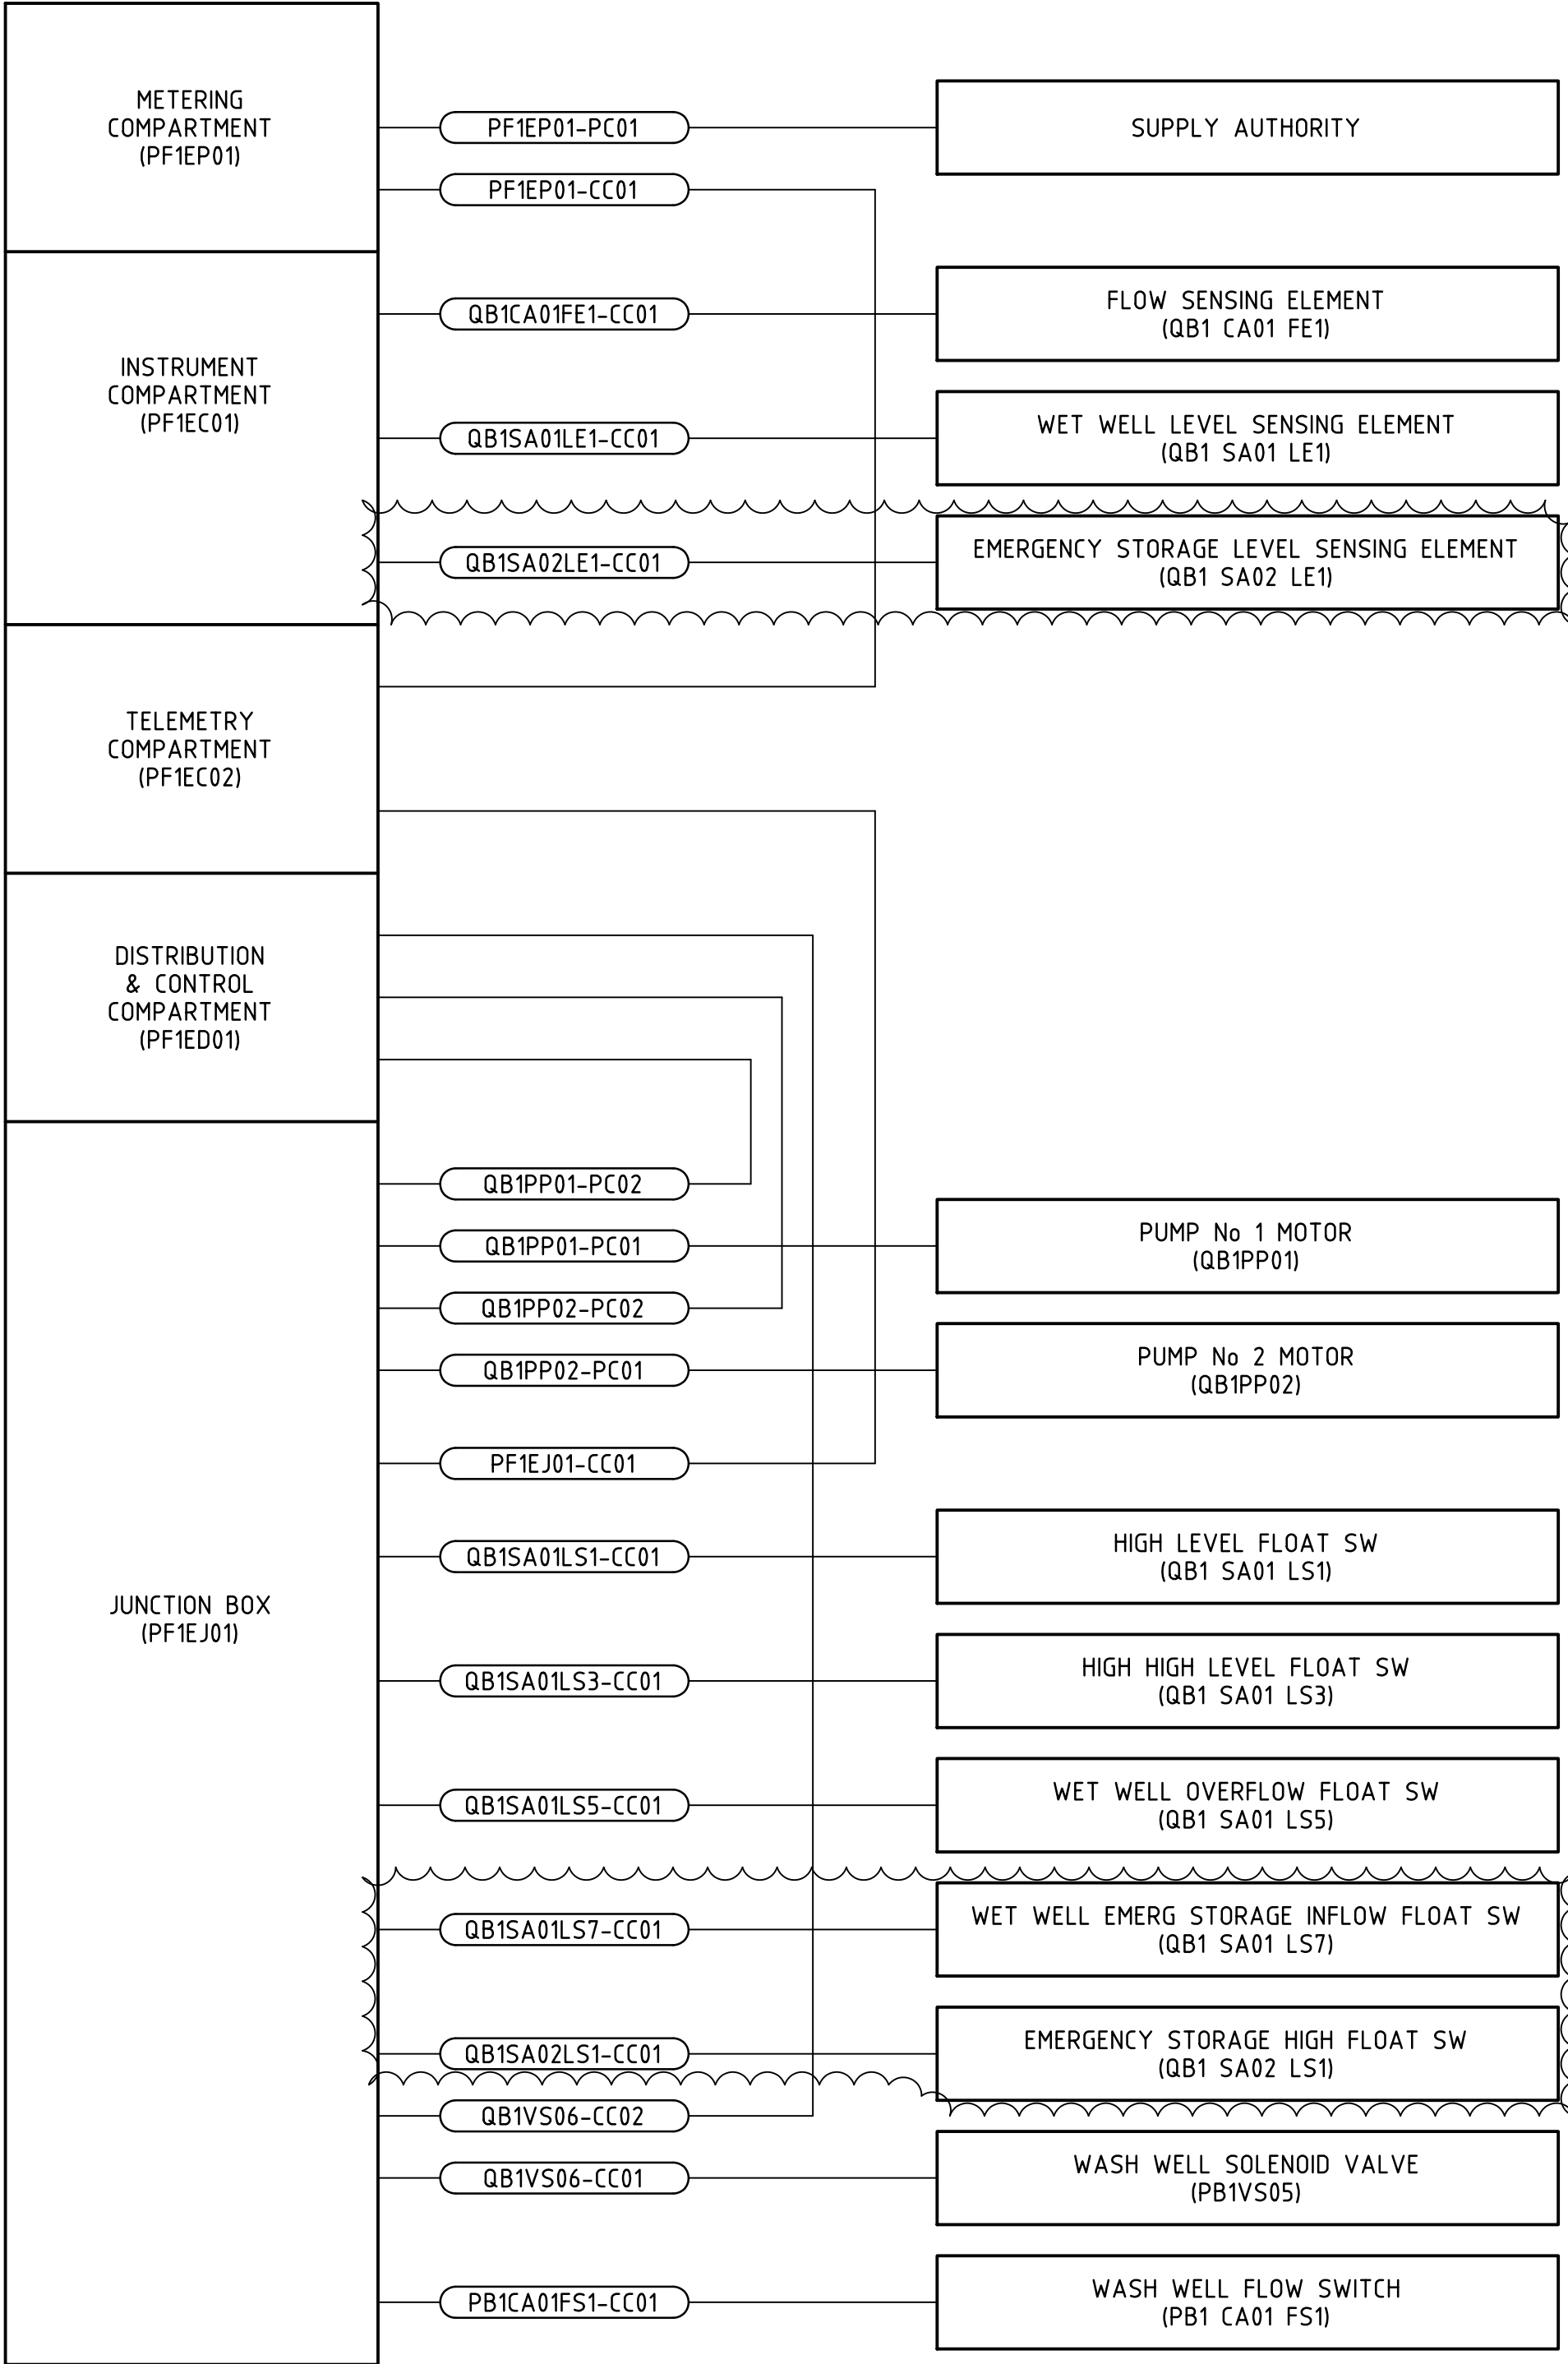 METERING
COMPARTMENT
(PF1EP01)
PF1EP01-PC01
SUPPLY AUTHORITY
PF1EP01-CC01
INSTRUMENT
COMPARTMENT
(PF1EC01)
QB1CA01FE1-CC01
FLOW SENSING ELEMENT
(QB1 CA01 FE1)
QB1SA01LE1-CC01
WET WELL LEVEL SENSING ELEMENT
(QB1 SA01 LE1)
QB1SA02LE1-CC01
EMERGENCY STORAGE LEVEL SENSING ELEMENT
(QB1 SA02 LE1)
TELEMETRY
COMPARTMENT
(PF1EC02)
DISTRIBUTION
& CONTROL
COMPARTMENT
(PF1ED01)
JUNCTION BOX
(PF1EJ01)
QB1PP01-PC02
QB1PP01-PC01
PUMP No 1 MOTOR
(QB1PP01)
QB1PP02-PC02
QB1PP02-PC01
PUMP No 2 MOTOR
(QB1PP02)
PF1EJ01-CC01
QB1SA01LS1-CC01
HIGH LEVEL FLOAT SW
(QB1 SA01 LS1)
QB1SA01LS3-CC01
HIGH HIGH LEVEL FLOAT SW
(QB1 SA01 LS3)
QB1SA01LS5-CC01
WET WELL OVERFLOW FLOAT SW
(QB1 SA01 LS5)
QB1SA01LS7-CC01
WET WELL EMERG STORAGE INFLOW FLOAT SW
(QB1 SA01 LS7)
QB1SA02LS1-CC01
EMERGENCY STORAGE HIGH FLOAT SW
(QB1 SA02 LS1)
QB1VS06-CC02
QB1VS06-CC01
WASH WELL SOLENOID VALVE
(PB1VS05)
PB1CA01FS1-CC01
WASH WELL FLOW SWITCH
(PB1 CA01 FS1)